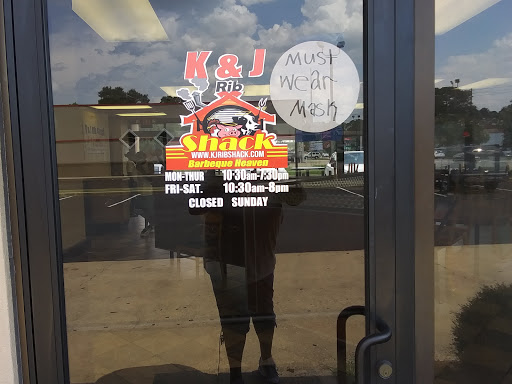 K & J
Rib
Shack
WWW.KJRIBSHACK.COM
Barbeque Heaven
MON-THUR 10:30am-7:30pm
FRI-SAT. 10:30am-8pm
CLOSED SUNDAY
Must
wear
Mask